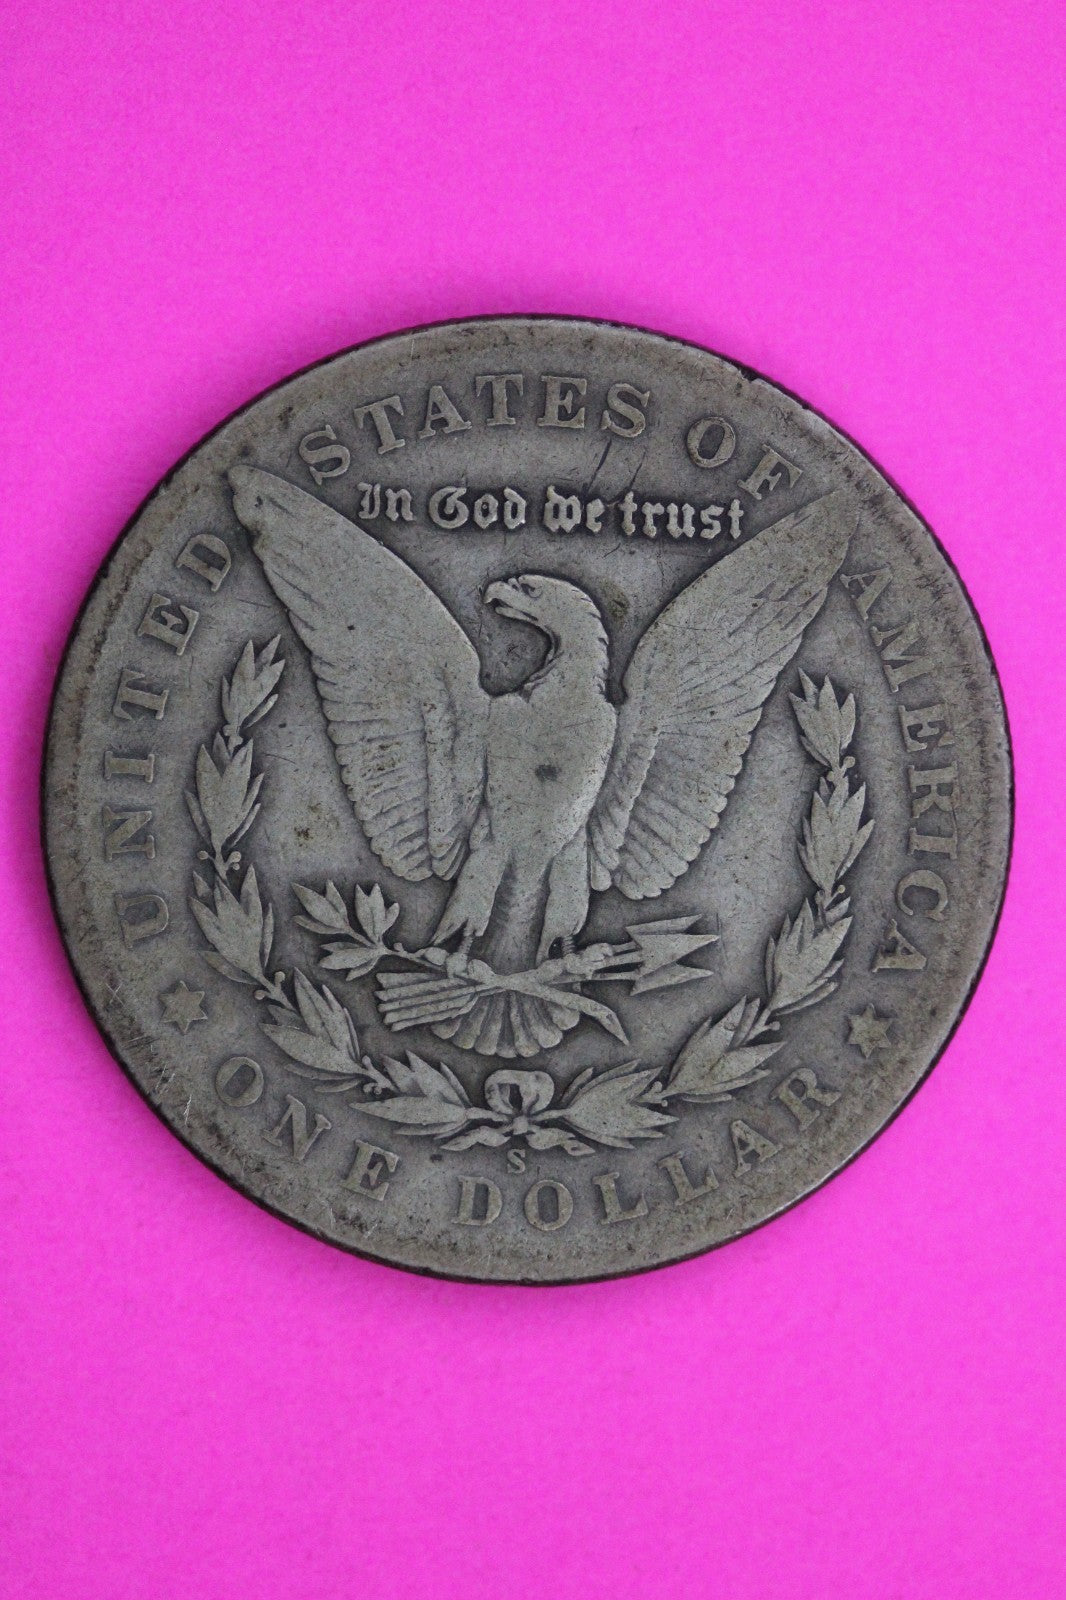 UNITED STATES OF AMERICA
In God we trust
S
ONE DOLLAR